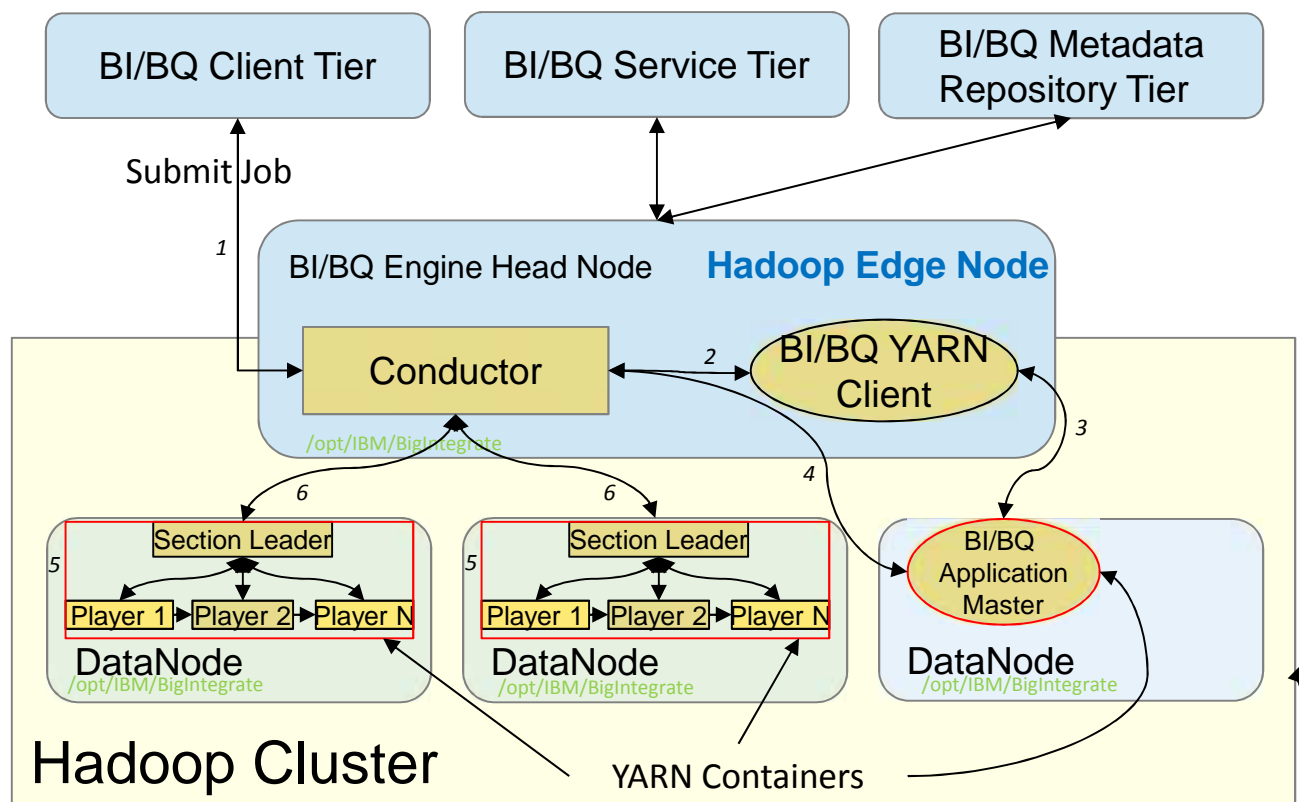 BI/BQ Client Tier
BI/BQ Service Tier
BI/BQ Metadata
Repository Tier
Submit Job
1
BI/BQ Engine Head Node
Hadoop Edge Node
Conductor
2
BI/BQ YARN
Client
/opt/IBM/BigIntegrate
3
4
6
6
5
Section Leader
Player 1
Player 2
Player N
DataNode
/opt/IBM/BigIntegrate
5
Section Leader
Player 1
Player 2
Player N
DataNode
/opt/IBM/BigIntegrate
BI/BQ
Application
Master
DataNode
/opt/IBM/BigIntegrate
Hadoop Cluster
YARN Containers